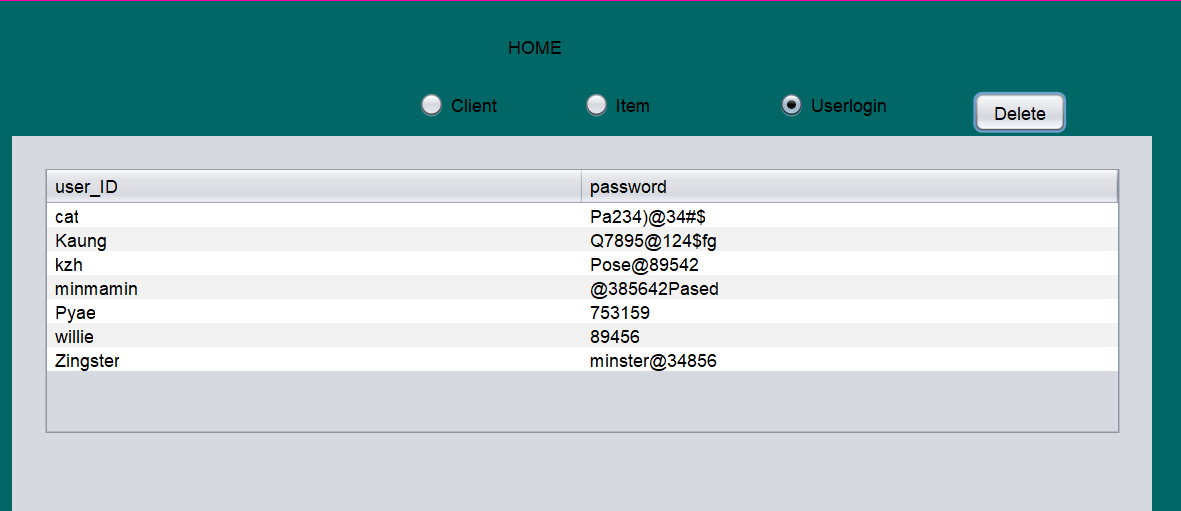 HOME
Client Item Userlogin Delete
user_ID password
cat Pa234)@34#$
Kaung Q7895@124$fg
kzh Pose@89542
minmamin @385642Pased
Pyae 753159
willie 89456
Zingster minster@34856